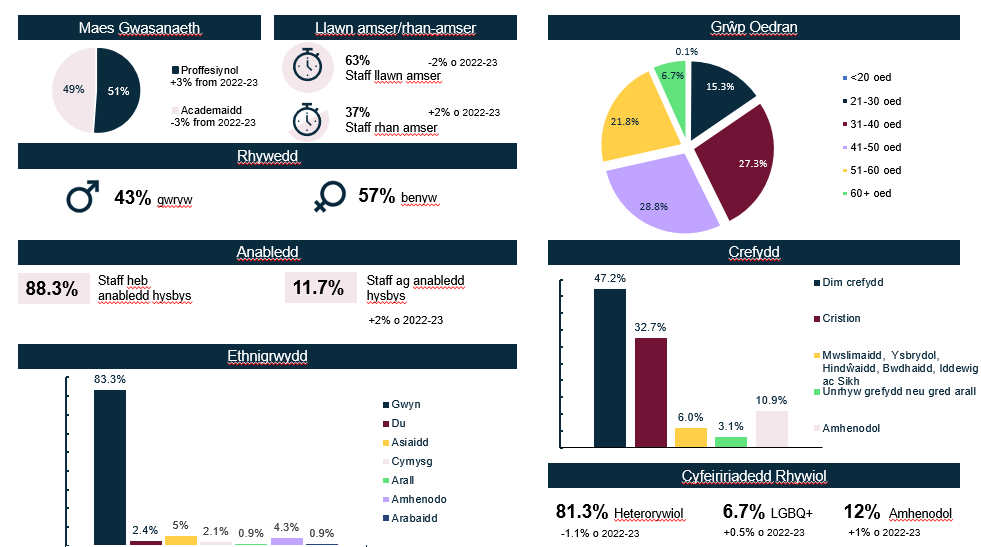 Maes Gwasanaeth
49%
51%
Proffesiynol
+3% from 2022-23
Academaidd
-3% from 2022-23
Llawn amser/rhan-amser
63%
-2% o 2022-23
Staff llawn amser
37%
+2% o 2022-23
Staff rhan amser
Rhywedd
43% gwryw
57% benyw
Anabledd
88.3%
Staff heb
anabledd hysbys
11.7%
Staff ag anabledd
hysbys
+2% o 2022-23
Ethnigrwydd
83.3%
2.4%
5%
2.1%
0.9%
4.3%
0.9%
Gwyn
Du
Asiaidd
Cymysg
Arall
Amhenodo
Arabaidd
Grŵp Oedran
0.1%
6.7%
15.3%
21.8%
27.3%
28.8%
<20 oed
21-30 oed
31-40 oed
41-50 oed
51-60 oed
60+ oed
Crefydd
47.2%
32.7%
6.0%
3.1%
10.9%
Dim crefydd
Cristion
Mwslimaidd, Ysbrydol,
Hindŵaidd, Bwdhaidd, Iddewig
ac Sikh
Unrhyw grefydd neu gred arall
Amhenodol
Cyfeiririadedd Rhywiol
81.3% Heterorywiol
-1.1% o 2022-23
6.7% LGBQ+
+0.5% o 2022-23
12% Amhenodol
+1% o 2022-23